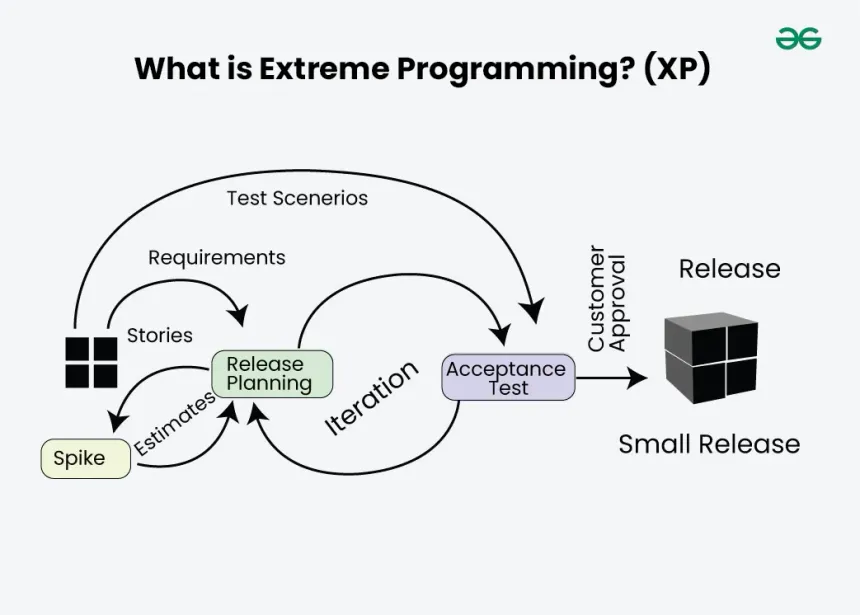 What is Extreme Programming? (XP)
Test Scenerios
Requirements
Stories
Release
Planning
Estimates
Spike
Iteration
Acceptance
Test
Customer
Approval
Release
Small Release